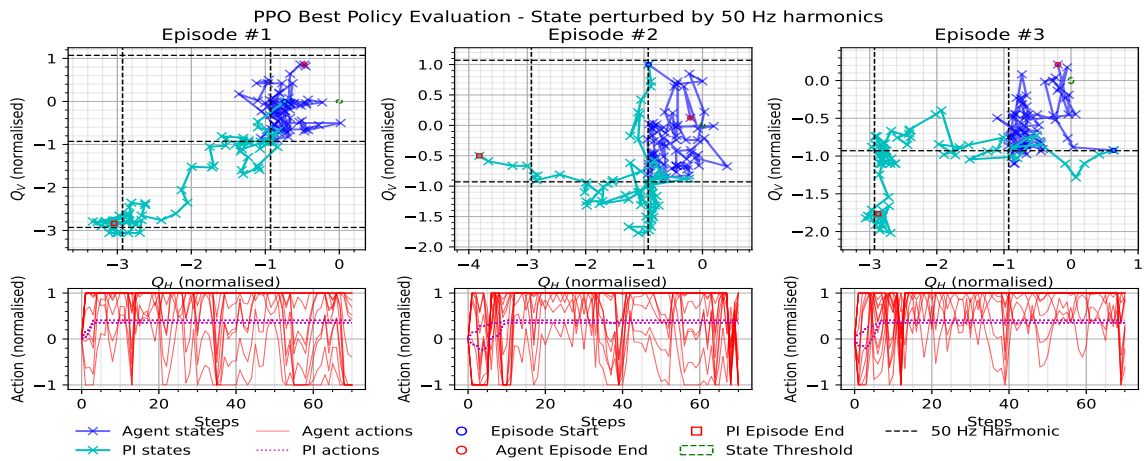 PPO Best Policy Evaluation - State perturbed by 50 Hz harmonics
Episode #1
Episode #2
Episode #3
Q_V (normalised)
1
0
−1
−2
−3
−3
−2
−1
0
Q_H (normalised)
Q_V (normalised)
1.0
0.5
0.0
−0.5
−1.0
−1.5
−2.0
−4
−3
−2
−1
0
Q_H (normalised)
Q_V (normalised)
0.0
−0.5
−1.0
−1.5
−2.0
−3
−2
−1
0
1
Q_H (normalised)
Action (normalised)
1
0
−1
0
20
40
60
Steps
Action (normalised)
1
0
−1
0
20
40
60
Steps
Action (normalised)
1
0
−1
0
20
40
60
Steps
Agent states
Agent actions
Episode Start
PI Episode End
50 Hz Harmonic
PI states
PI actions
Agent Episode End
State Threshold